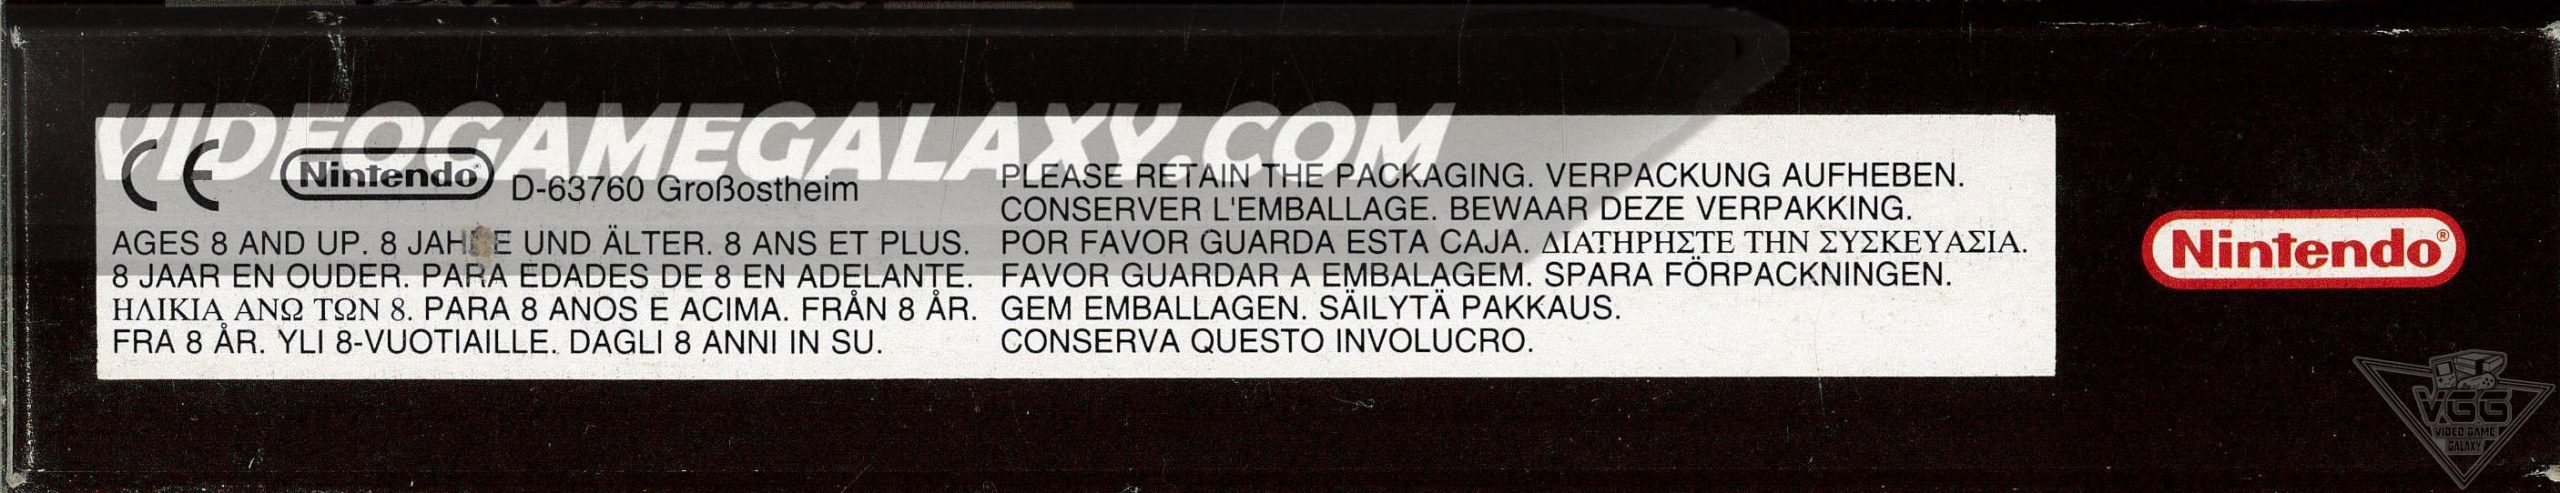 PAL VERSION
VIDEOGAMEGALAXY.COM
CE Nintendo D-63760 Großostheim
AGES 8 AND UP. 8 JAHRE UND ÄLTER. 8 ANS ET PLUS.
8 JAAR EN OUDER. PARA EDADES DE 8 EN ADELANTE.
ΗΛΙΚΙΑ ΑΝΩ ΤΩΝ 8. PARA 8 ANOS E ACIMA. FRÅN 8 ÅR.
FRA 8 ÅR. YLI 8-VUOTIAILLE. DAGLI 8 ANNI IN SU.
PLEASE RETAIN THE PACKAGING. VERPACKUNG AUFHEBEN.
CONSERVER L'EMBALLAGE. BEWAAR DEZE VERPAKKING.
POR FAVOR GUARDA ESTA CAJA. ΔΙΑΤΗΡΗΣΤΕ ΤΗΝ ΣΥΣΚΕΥΑΣΙΑ.
FAVOR GUARDAR A EMBALAGEM. SPARA FÖRPACKNINGEN.
GEM EMBALLAGEN. SÄILYTÄ PAKKAUS.
CONSERVA QUESTO INVOLUCRO.
Nintendo®
VGG
VIDEO GAME
GALAXY